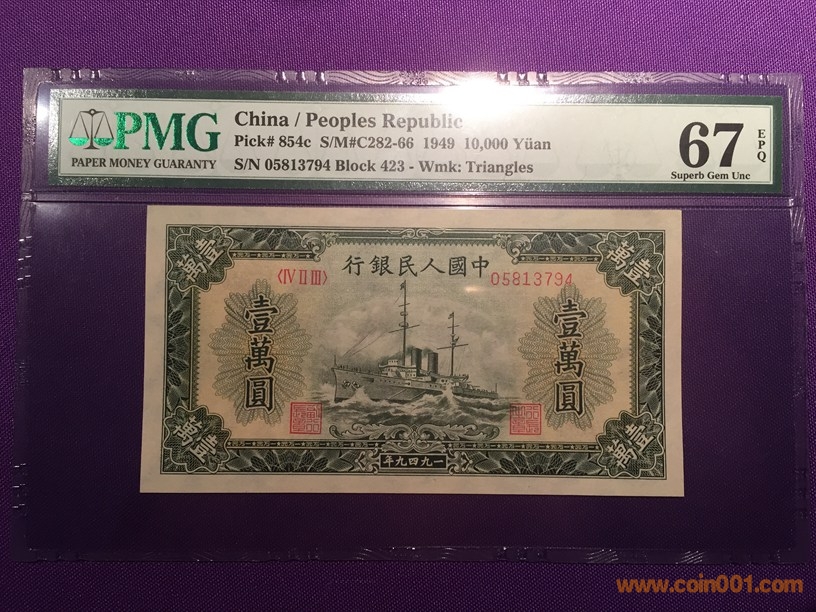 PMG
PAPER MONEY GUARANTY
China / Peoples Republic
Pick# 854c S/M#C282-66 1949 10,000 Yüan
S/N 05813794 Block 423 - Wmk: Triangles
67 EPQ
Superb Gem Unc
行銀民人國中
〈IV II III〉
05813794
壹萬圓
壹萬圓
壹萬
壹萬
壹萬
壹萬
年九四九一
www.coin001.com